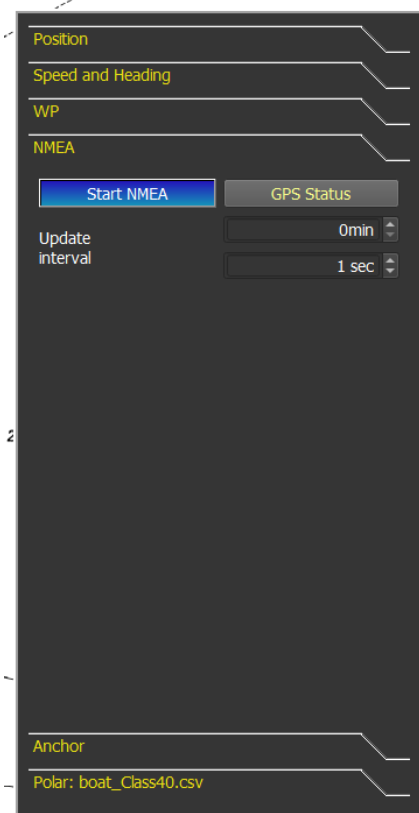 Position
Speed and Heading
WP
NMEA
Start NMEA
GPS Status
Update
interval
0min
1 sec
2
Anchor
Polar: boat_Class40.csv